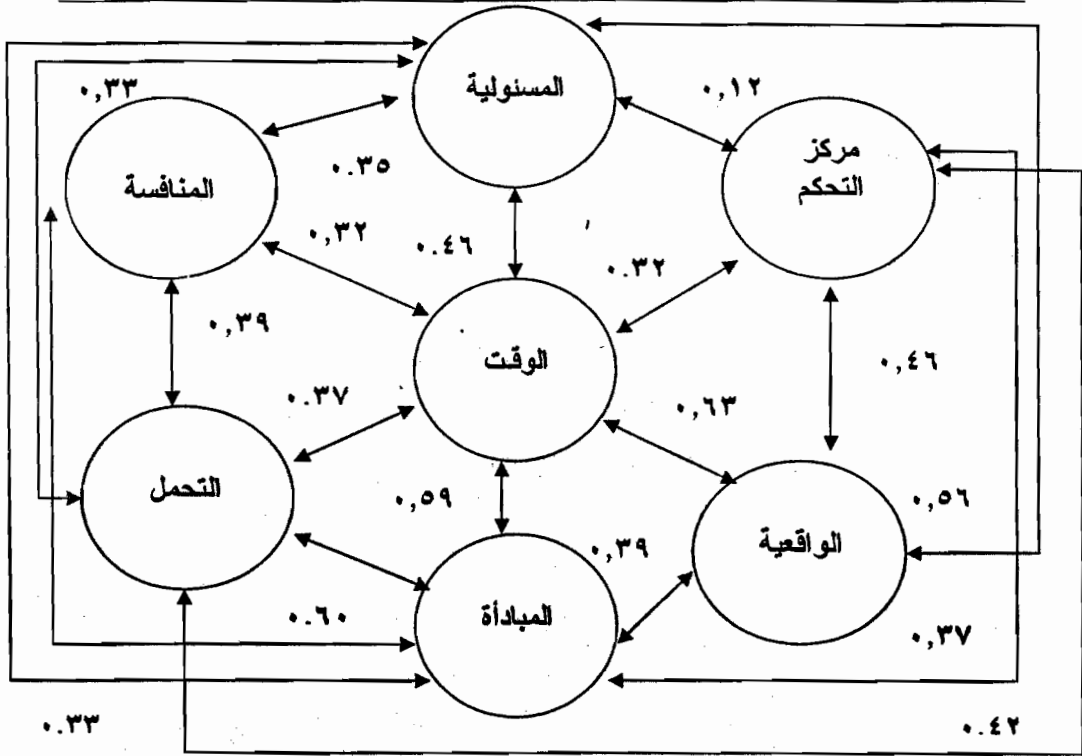 المسئولية
٠,١٢
٠,٣٣
مركز
التحكم
المنافسة
٠.٣٥
٠,٣٢
٠.٤٦
٠.٣٢
٠,٣٩
الوقت
٠,٤٦
٠.٣٧
٠,٦٣
التحمل
٠,٥٩
٠,٥٦
الواقعية
٠,٣٩
المبادأة
٠.٦٠
٠,٣٧
٠.٣٣
٠.٤٢